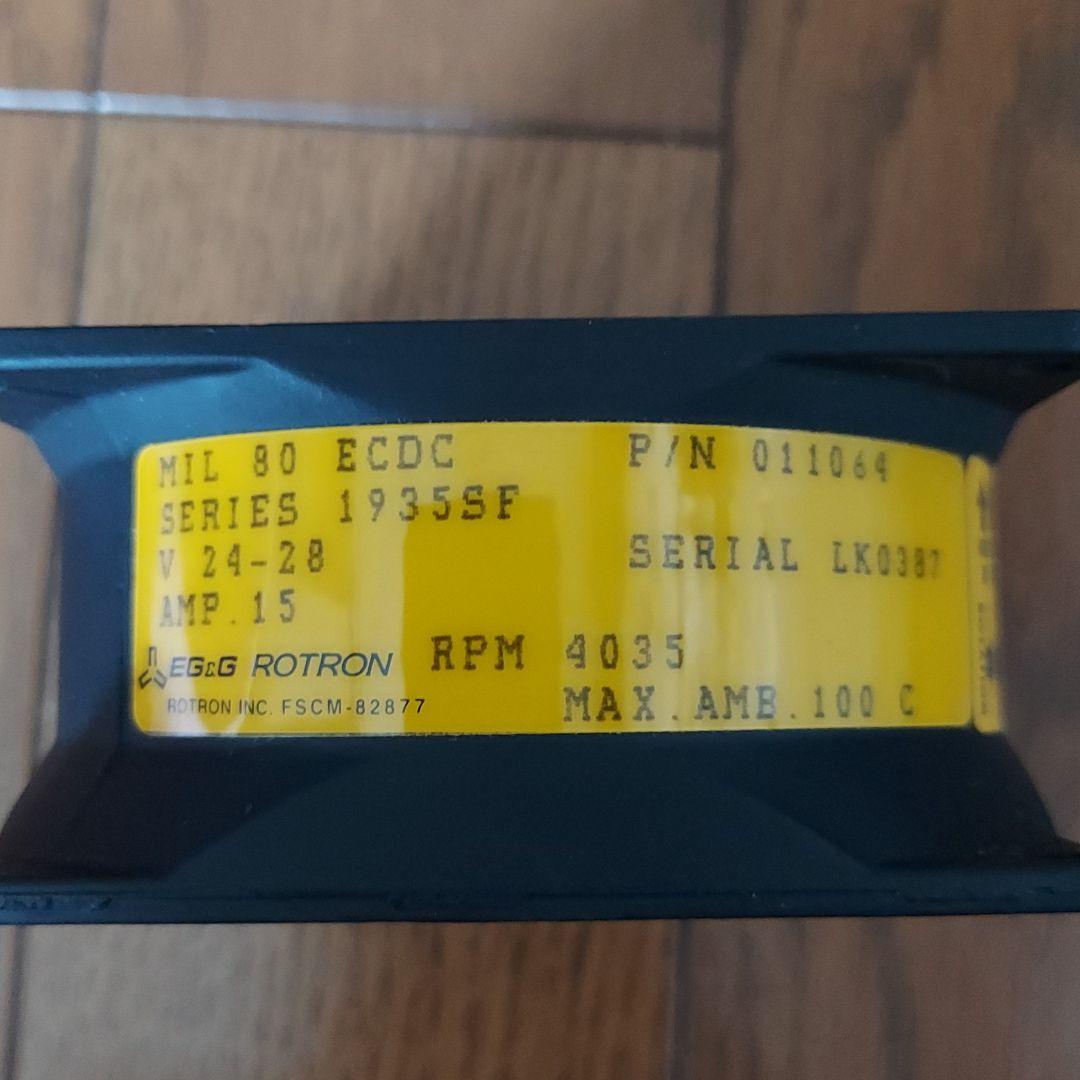 MIL 80 ECDC P/N 011064
SERIES 1935SF
V 24-28 SERIAL LK0387
AMP.15
EG&G ROTRON RPM 4035
ROTRON INC. FSCM-82877 MAX.AMB.100 C